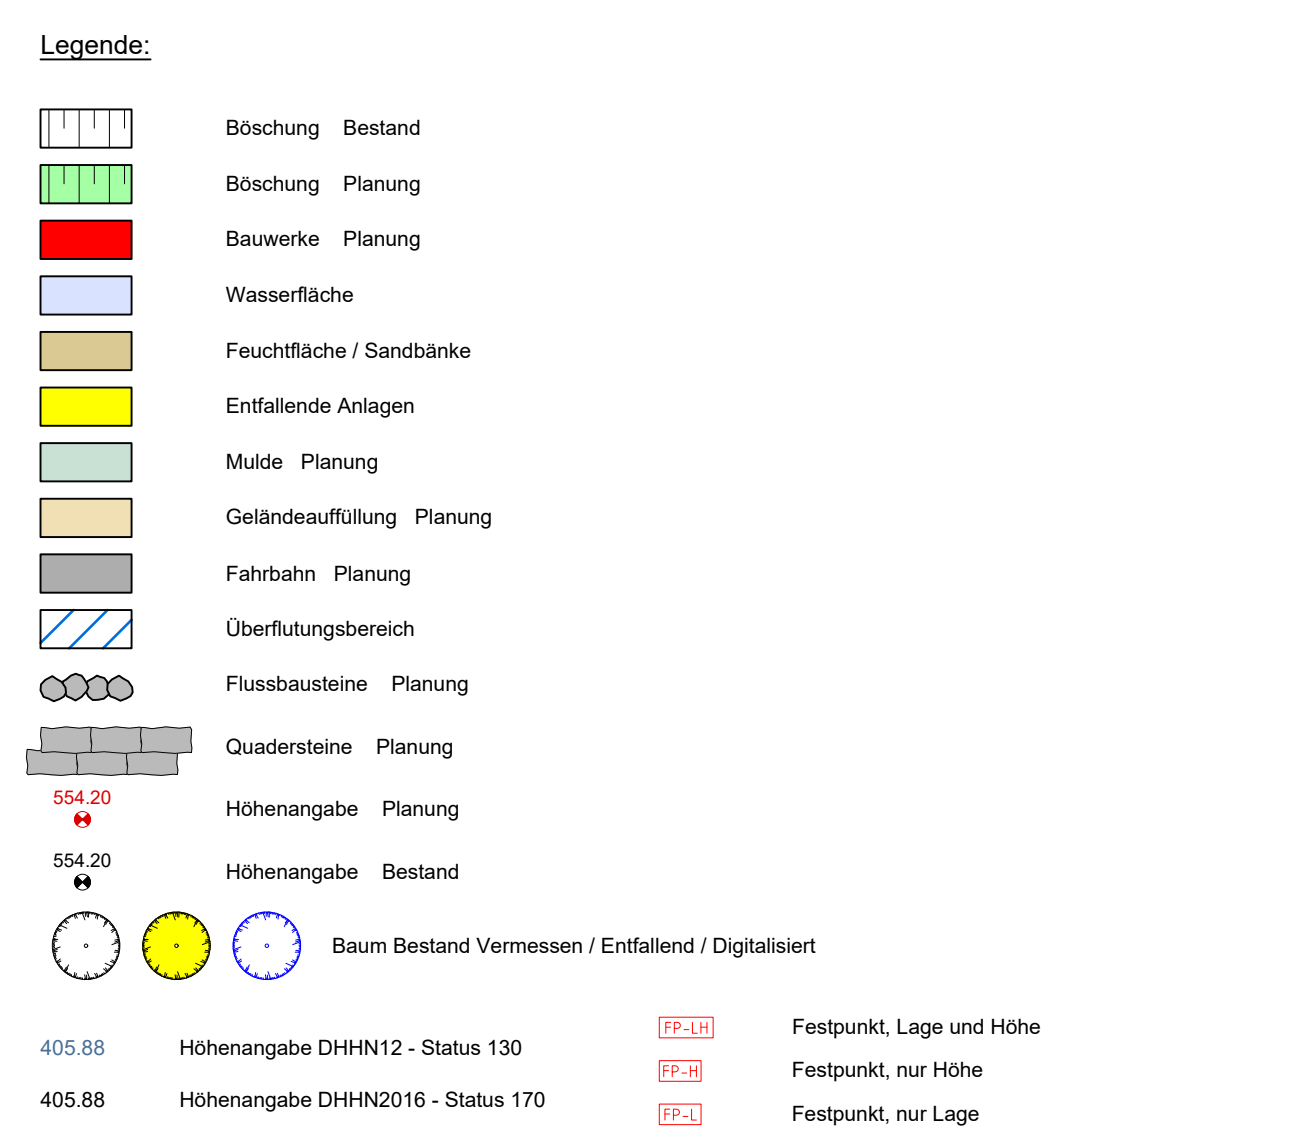 Legende:
Böschung Bestand
Böschung Planung
Bauwerke Planung
Wasserfläche
Feuchtfläche / Sandbänke
Entfallende Anlagen
Mulde Planung
Geländeauffüllung Planung
Fahrbahn Planung
Überflutungsbereich
Flussbausteine Planung
Quadersteine Planung
554.20 Höhenangabe Planung
554.20 Höhenangabe Bestand
Baum Bestand Vermessen / Entfallend / Digitalisiert
405.88 Höhenangabe DHHN12 - Status 130
405.88 Höhenangabe DHHN2016 - Status 170
FP-LH Festpunkt, Lage und Höhe
FP-H Festpunkt, nur Höhe
FP-L Festpunkt, nur Lage